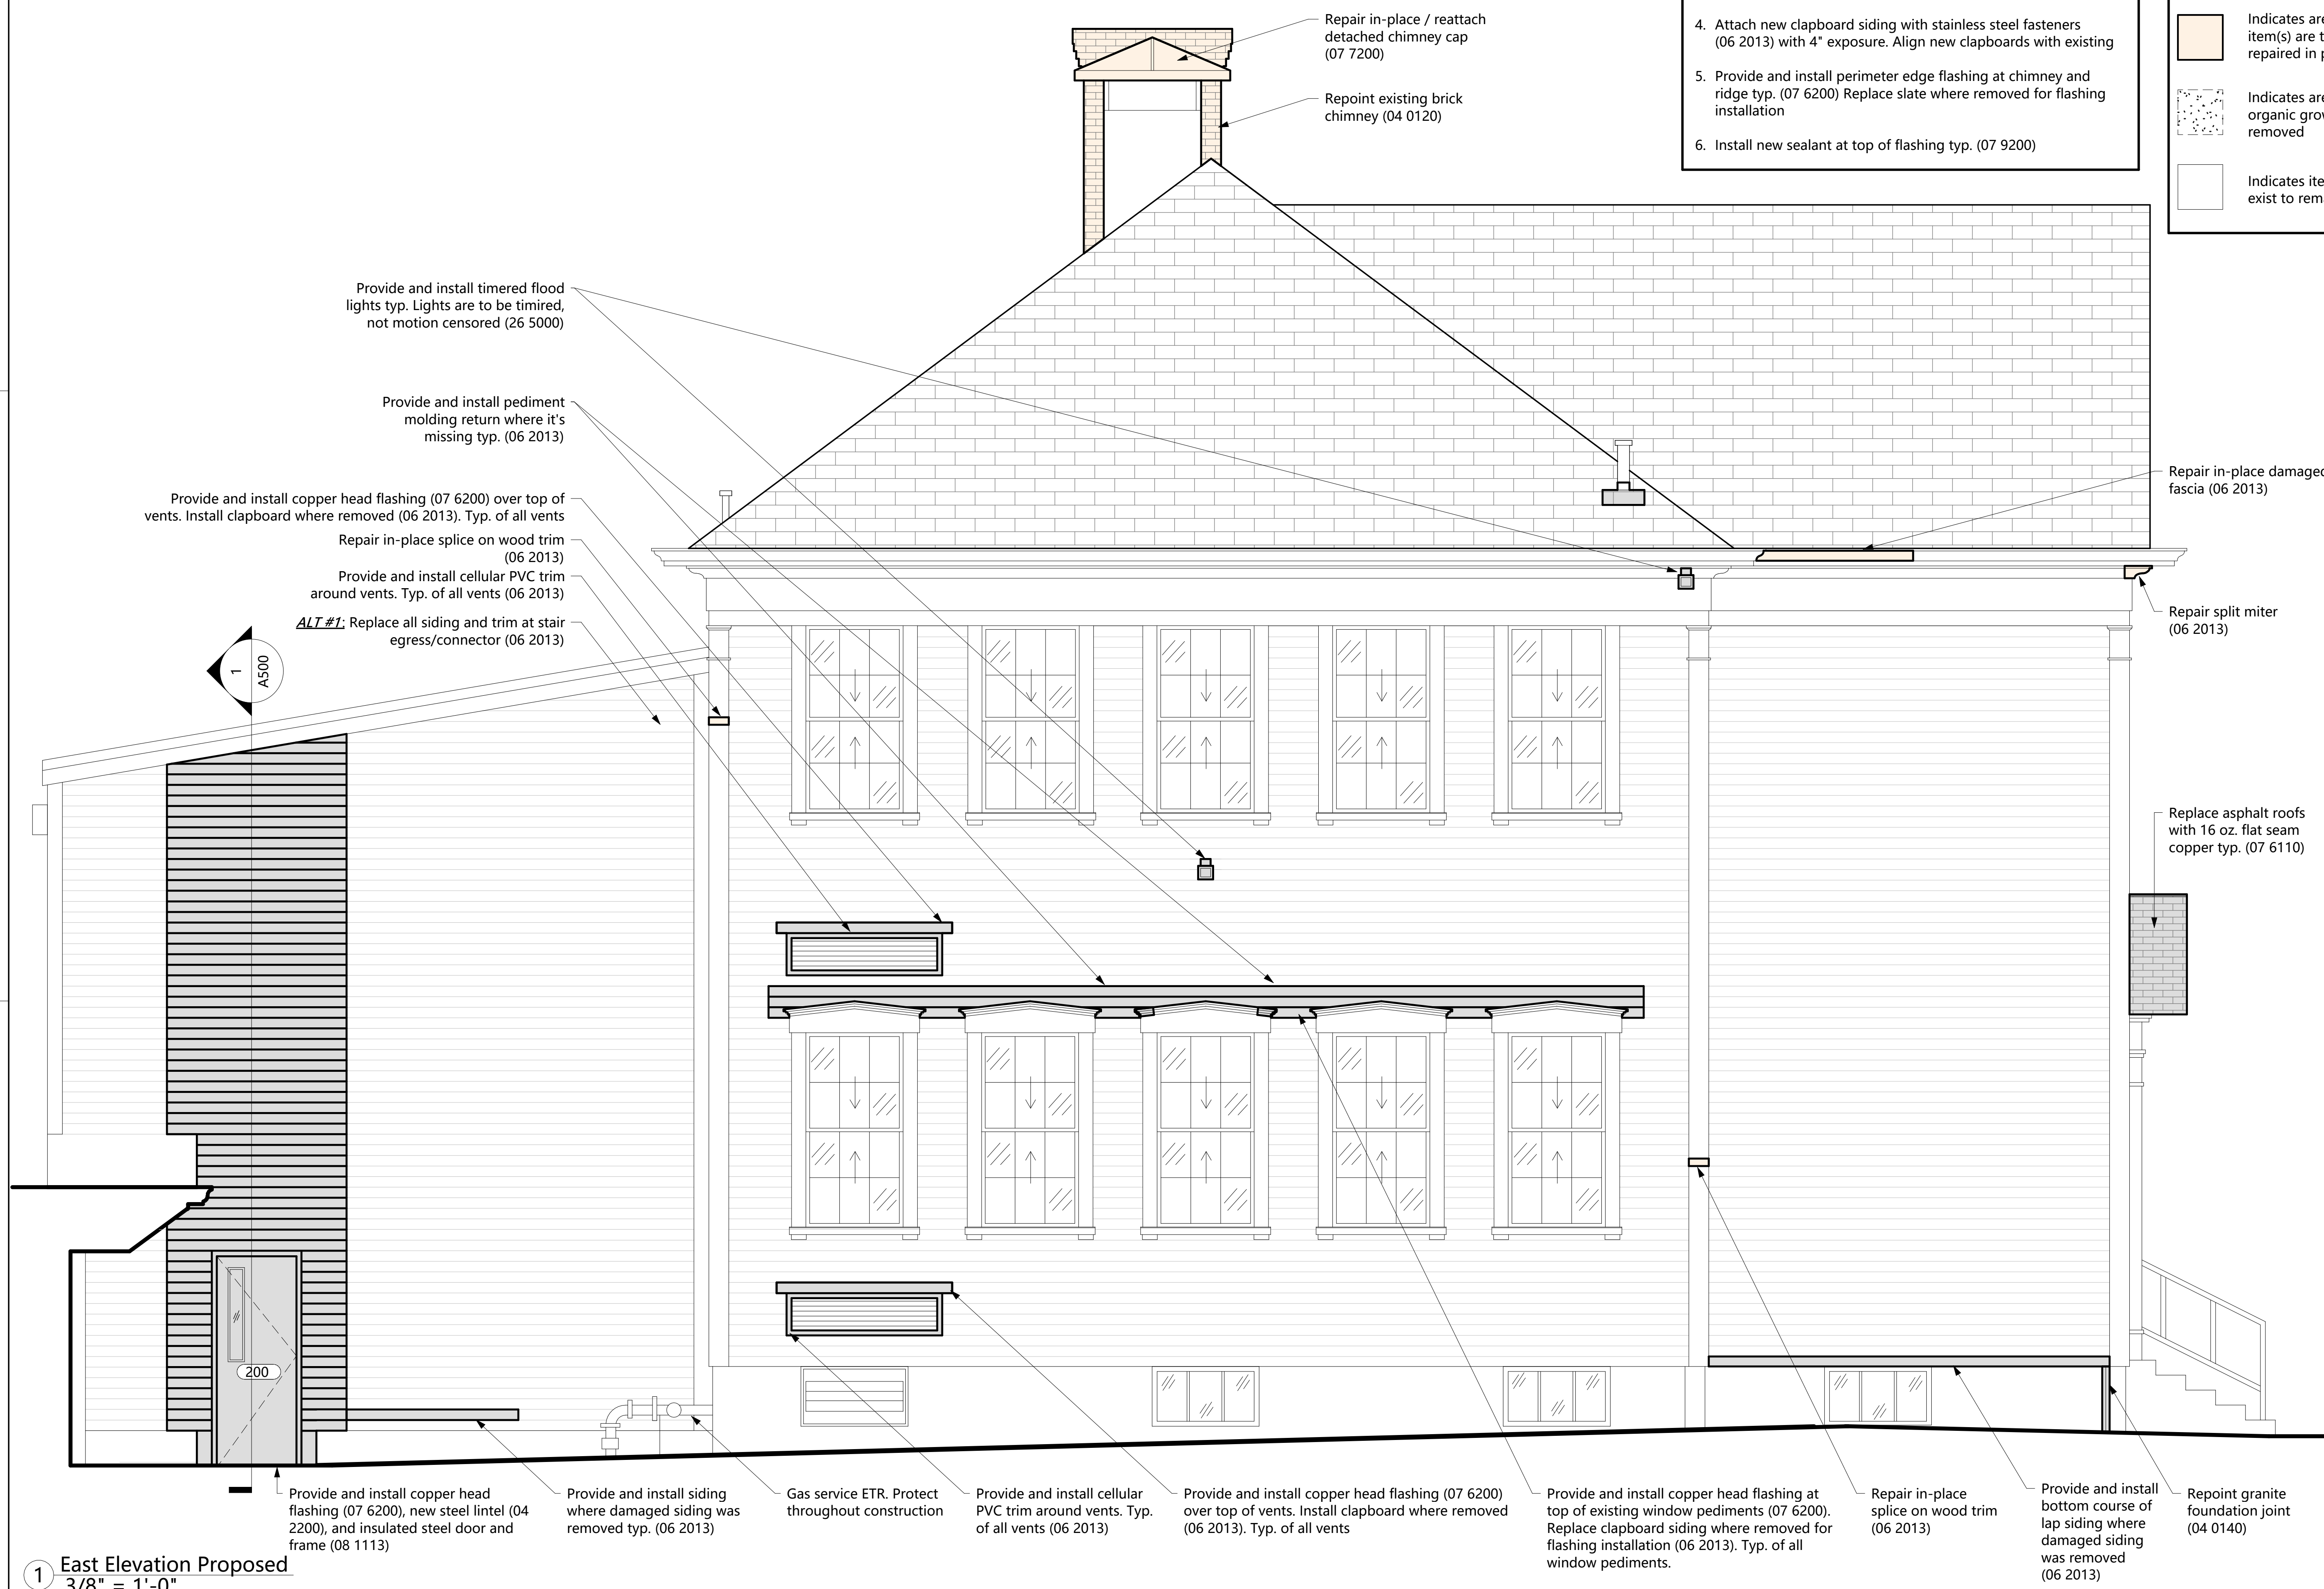 Repair in-place / reattach
detached chimney cap
(07 7200)
Repoint existing brick
chimney (04 0120)
4. Attach new clapboard siding with stainless steel fasteners
(06 2013) with 4" exposure. Align new clapboards with existing
5. Provide and install perimeter edge flashing at chimney and
ridge typ. (07 6200) Replace slate where removed for flashing
installation
6. Install new sealant at top of flashing typ. (07 9200)
Indicates
item(s) are
repaired in
Indicates
organic
removed
Indicates
exist to
Provide and install timered flood
lights typ. Lights are to be timired,
not motion censored (26 5000)
Provide and install pediment
molding return where it's
missing typ. (06 2013)
Provide and install copper head flashing (07 6200) over top of
vents. Install clapboard where removed (06 2013). Typ. of all vents
Repair in-place splice on wood trim
(06 2013)
Provide and install cellular PVC trim
around vents. Typ. of all vents (06 2013)
ALT #1: Replace all siding and trim at stair
egress/connector (06 2013)
1
A500
Repair in-place damaged
fascia (06 2013)
Repair split miter
(06 2013)
Replace asphalt roofs
with 16 oz. flat seam
copper typ. (07 6110)
200
Provide and install copper head
flashing (07 6200), new steel lintel (04
2200), and insulated steel door and
frame (08 1113)
Provide and install siding
where damaged siding was
removed typ. (06 2013)
Gas service ETR. Protect
throughout construction
Provide and install cellular
PVC trim around vents. Typ.
of all vents (06 2013)
Provide and install copper head flashing (07 6200)
over top of vents. Install clapboard where removed
(06 2013). Typ. of all vents
Provide and install copper head flashing at
top of existing window pediments (07 6200).
Replace clapboard siding where removed for
flashing installation (06 2013). Typ. of all
window pediments.
Repair in-place
splice on wood trim
(06 2013)
Provide and install
bottom course of
lap siding where
damaged siding
was removed
(06 2013)
Repoint granite
foundation joint
(04 0140)
1 East Elevation Proposed
3/8" = 1'-0"